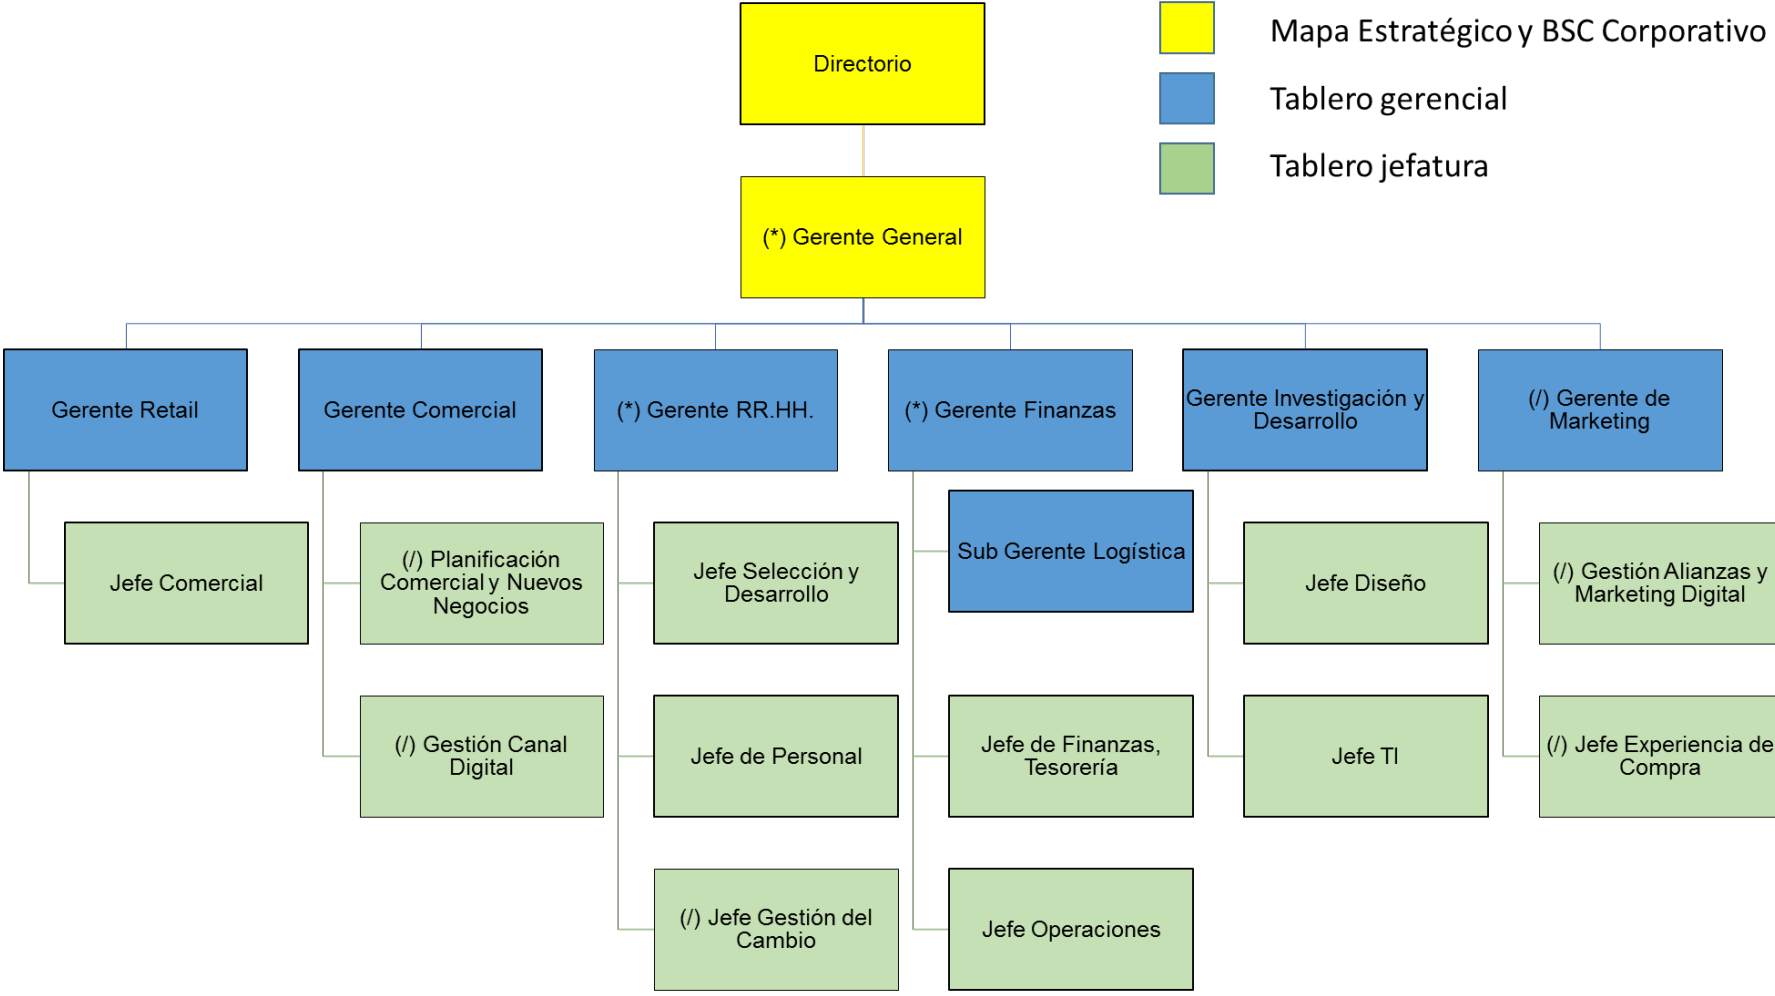 Directorio
Mapa Estratégico y BSC Corporativo
Tablero gerencial
Tablero jefatura
(*) Gerente General
Gerente Retail
Gerente Comercial
(*) Gerente RR.HH.
(*) Gerente Finanzas
Gerente Investigación y
Desarrollo
(/) Gerente de
Marketing
Jefe Comercial
(/) Planificación
Comercial y Nuevos
Negocios
Jefe Selección y
Desarrollo
Sub Gerente Logística
Jefe Diseño
(/) Gestión Alianzas y
Marketing Digital
(/) Gestión Canal
Digital
Jefe de Personal
Jefe de Finanzas,
Tesorería
Jefe TI
(/) Jefe Experiencia de
Compra
(/) Jefe Gestión del
Cambio
Jefe Operaciones